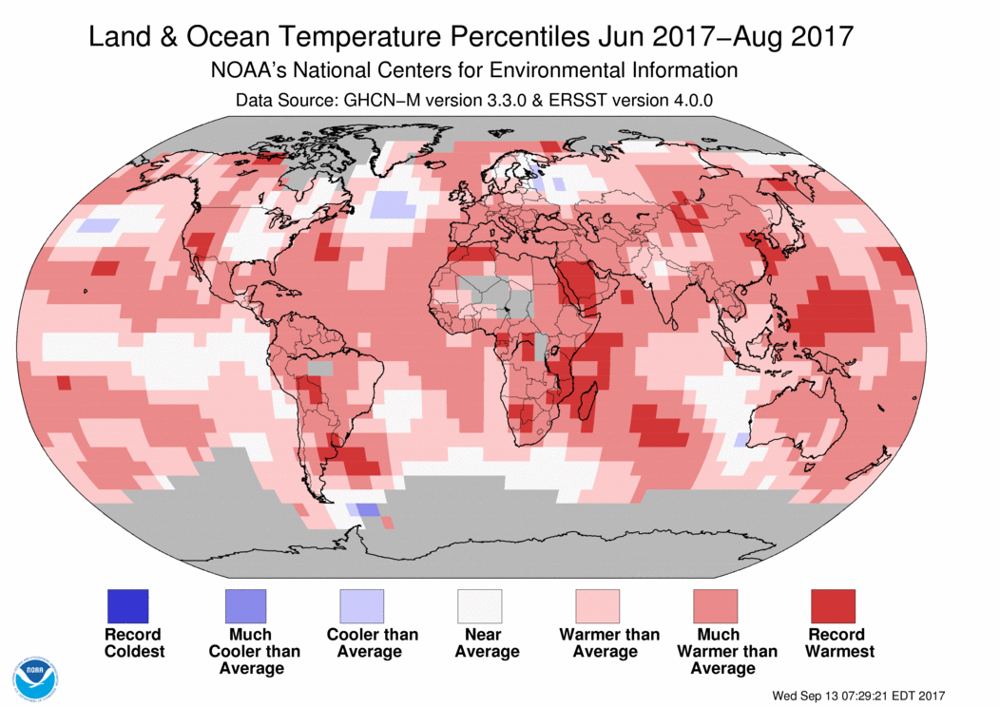 Land & Ocean Temperature Percentiles Jun 2017–Aug 2017
NOAA's National Centers for Environmental Information
Data Source: GHCN–M version 3.3.0 & ERSST version 4.0.0
Record
Coldest
Much
Cooler than
Average
Cooler than
Average
Near
Average
Warmer than
Average
Much
Warmer than
Average
Record
Warmest
NOAA
Wed Sep 13 07:29:21 EDT 2017